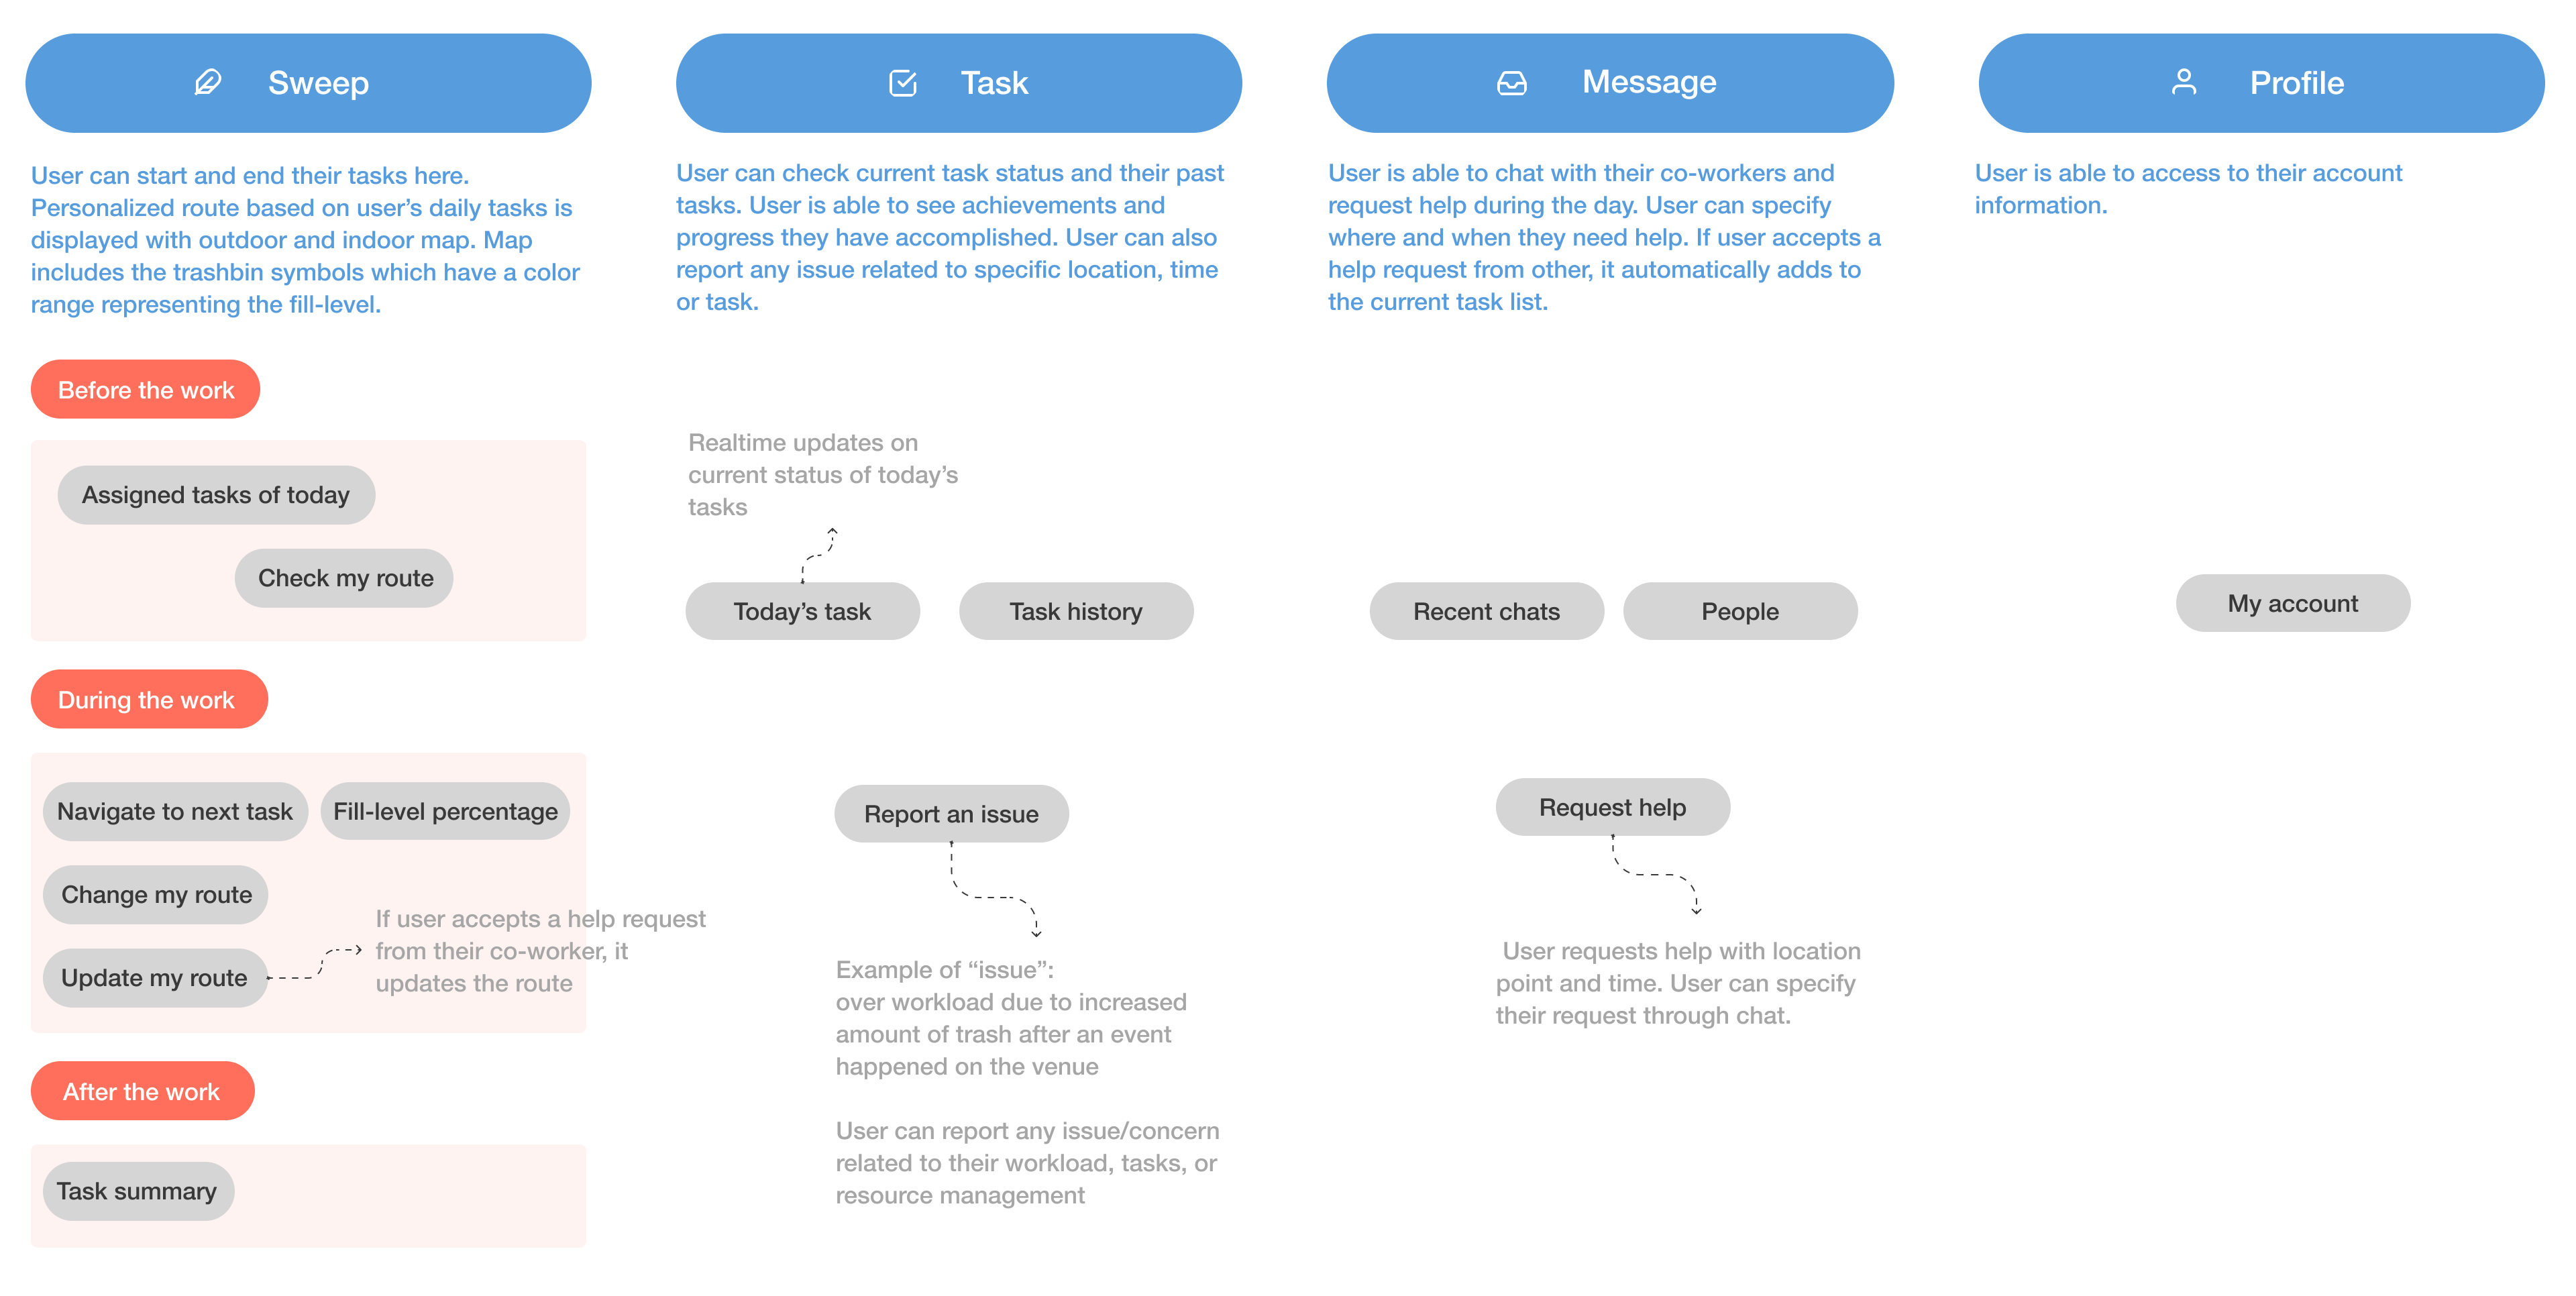 Sweep
User can start and end their tasks here.
Personalized route based on user’s daily tasks is
displayed with outdoor and indoor map. Map
includes the trashbin symbols which have a color
range representing the fill-level.
Before the work
Assigned tasks of today
Check my route
During the work
Navigate to next task
Fill-level percentage
Change my route
Update my route
If user accepts a help request
from their co-worker, it
updates the route
After the work
Task summary
Task
User can check current task status and their past
tasks. User is able to see achievements and
progress they have accomplished. User can also
report any issue related to specific location, time
or task.
Realtime updates on
current status of today’s
tasks
Today’s task
Task history
Report an issue
Example of “issue”:
over workload due to increased
amount of trash after an event
happened on the venue
User can report any issue/concern
related to their workload, tasks, or
resource management
Message
User is able to chat with their co-workers and
request help during the day. User can specify
where and when they need help. If user accepts a
help request from other, it automatically adds to
the current task list.
Recent chats
People
Request help
User requests help with location
point and time. User can specify
their request through chat.
Profile
User is able to access to their account
information.
My account